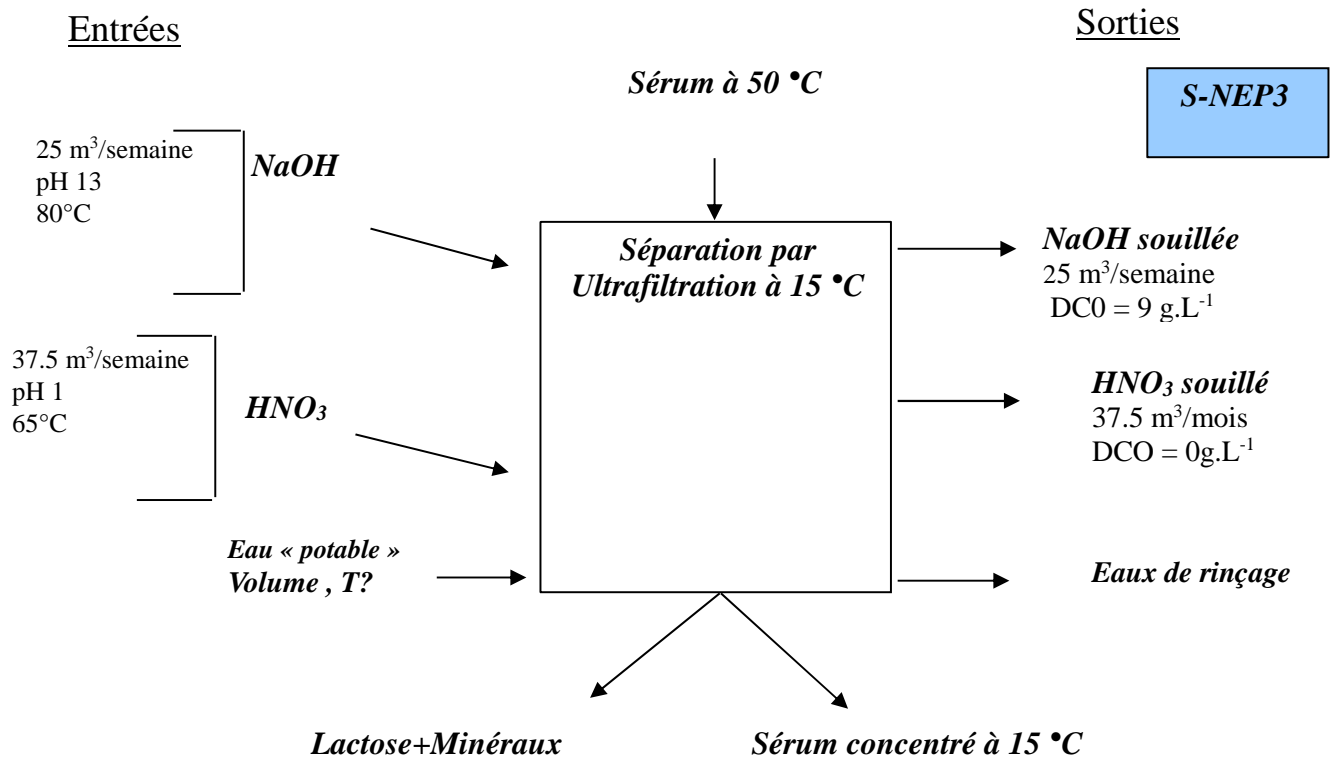 Entrées
Sorties
Sérum à 50 °C
S-NEP3
25 m³/semaine
pH 13
80°C
NaOH
Séparation par
Ultrafiltration à 15 °C
NaOH souillée
25 m³/semaine
DC0 = 9 g.L⁻¹
37.5 m³/semaine
pH 1
65°C
HNO₃
HNO₃ souillé
37.5 m³/mois
DCO = 0g.L⁻¹
Eau « potable »
Volume , T?
Eaux de rinçage
Lactose+Minéraux
Sérum concentré à 15 °C